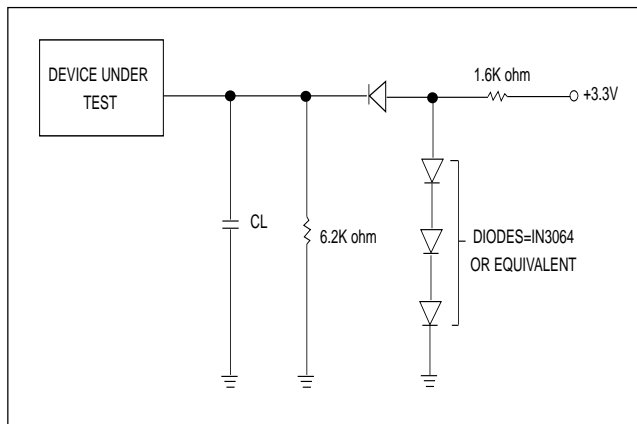 DEVICE UNDER
TEST
1.6K ohm
+3.3V
CL
6.2K ohm
DIODES=IN3064
OR EQUIVALENT